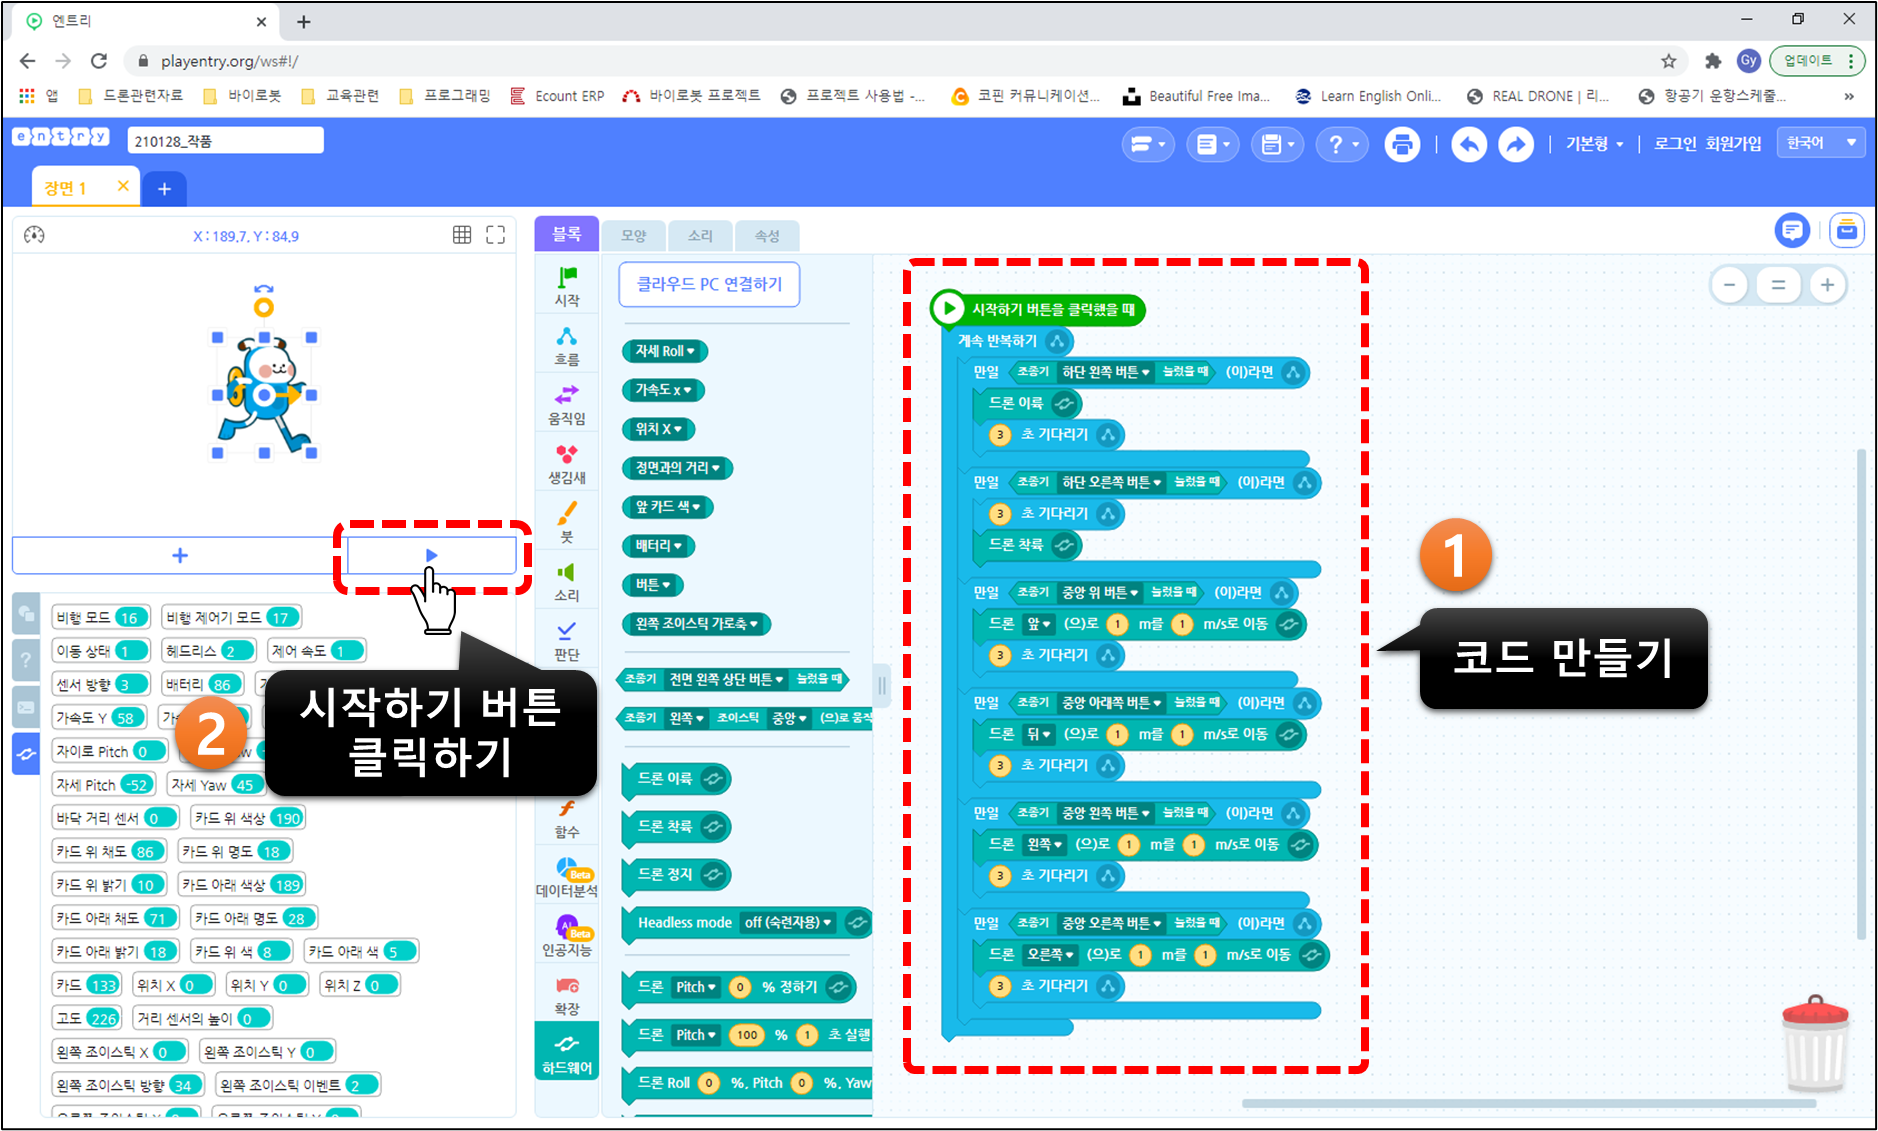 엔트리
playentry.org/ws#!/
Gy
업데이트
앱 드론관련자료 바이로봇 교육관련 프로그래밍 Ecount ERP 바이로봇 프로젝트 프로젝트 사용법 -... 코핀 커뮤니케이션... Beautiful Free Ima... Learn English Onli... REAL DRONE | 리... 항공기 운항스케줄... »
entry
210128_작품
기본형
로그인 회원가입
한국어
장면 1
X : 189.7, Y : 84.9
블록 모양 소리 속성
시작
흐름
움직임
생김새
붓
소리
판단
함수
Beta
데이터분석
AI
Beta
인공지능
확장
하드웨어
클라우드 PC 연결하기
자세 Roll
가속도 x
위치 X
정면과의 거리
앞 카드 색
배터리
버튼
왼쪽 조이스틱 가로축
조종기 전면 왼쪽 상단 버튼 눌렀을 때
조종기 왼쪽 조이스틱 중앙 (으)로 움직
드론 이륙
드론 착륙
드론 정지
Headless mode off (숙련자용)
드론 Pitch 0 % 정하기
드론 Pitch 100 % 1 초 실행
드론 Roll 0 %, Pitch 0 %, Yaw
시작하기 버튼을 클릭했을 때
계속 반복하기
만일 조종기 하단 왼쪽 버튼 눌렀을 때 (이)라면
드론 이륙
3 초 기다리기
만일 조종기 하단 오른쪽 버튼 눌렀을 때 (이)라면
3 초 기다리기
드론 착륙
만일 조종기 중앙 위 버튼 눌렀을 때 (이)라면
드론 앞 (으)로 1 m를 1 m/s로 이동
3 초 기다리기
만일 조종기 중앙 아래쪽 버튼 눌렀을 때 (이)라면
드론 뒤 (으)로 1 m를 1 m/s로 이동
3 초 기다리기
만일 조종기 중앙 왼쪽 버튼 눌렀을 때 (이)라면
드론 왼쪽 (으)로 1 m를 1 m/s로 이동
3 초 기다리기
만일 조종기 중앙 오른쪽 버튼 눌렀을 때 (이)라면
드론 오른쪽 (으)로 1 m를 1 m/s로 이동
3 초 기다리기
1
코드 만들기
2
시작하기 버튼
클릭하기
비행 모드 16 비행 제어기 모드 17
이동 상태 1 헤드리스 2 제어 속도 1
센서 방향 3 배터리 86
가속도 Y 58
자이로 Pitch 0
자세 Pitch -52 자세 Yaw 45
바닥 거리 센서 0 카드 위 색상 190
카드 위 채도 86 카드 위 명도 18
카드 위 밝기 10 카드 아래 색상 189
카드 아래 채도 71 카드 아래 명도 28
카드 아래 밝기 18 카드 위 색 8 카드 아래 색 5
카드 133 위치 X 0 위치 Y 0 위치 Z 0
고도 226 거리 센서의 높이 0
왼쪽 조이스틱 X 0 왼쪽 조이스틱 Y 0
왼쪽 조이스틱 방향 34 왼쪽 조이스틱 이벤트 2